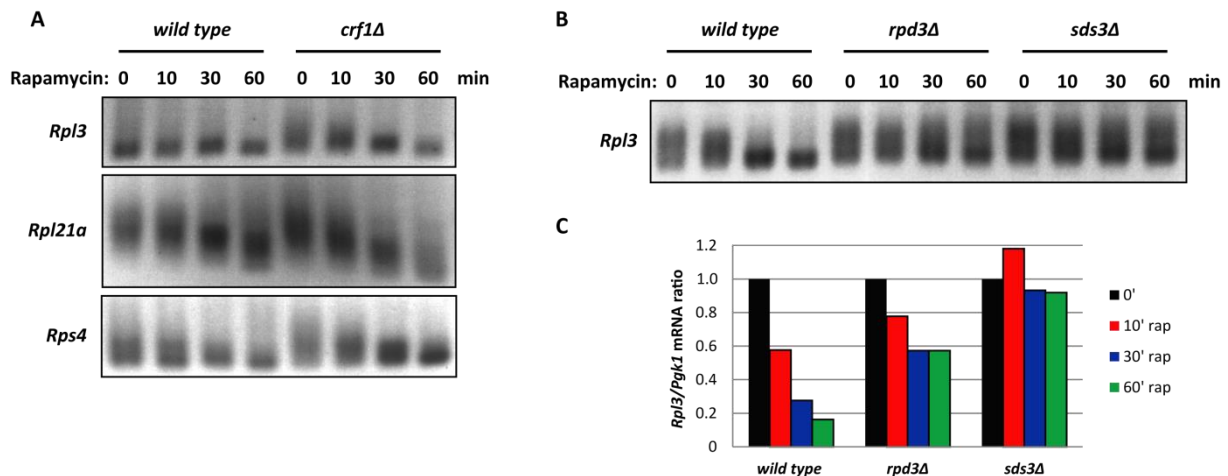 A
wild type crf1Δ
Rapamycin: 0 10 30 60 0 10 30 60 min
Rpl3
Rpl21a
Rps4
B
wild type rpd3Δ sds3Δ
Rapamycin: 0 10 30 60 0 10 30 60 0 10 30 60 min
Rpl3
C
Rpl3/Pgk1 mRNA ratio
1.2
1.0
0.8
0.6
0.4
0.2
0
wild type rpd3Δ sds3Δ
0'
10' rap
30' rap
60' rap